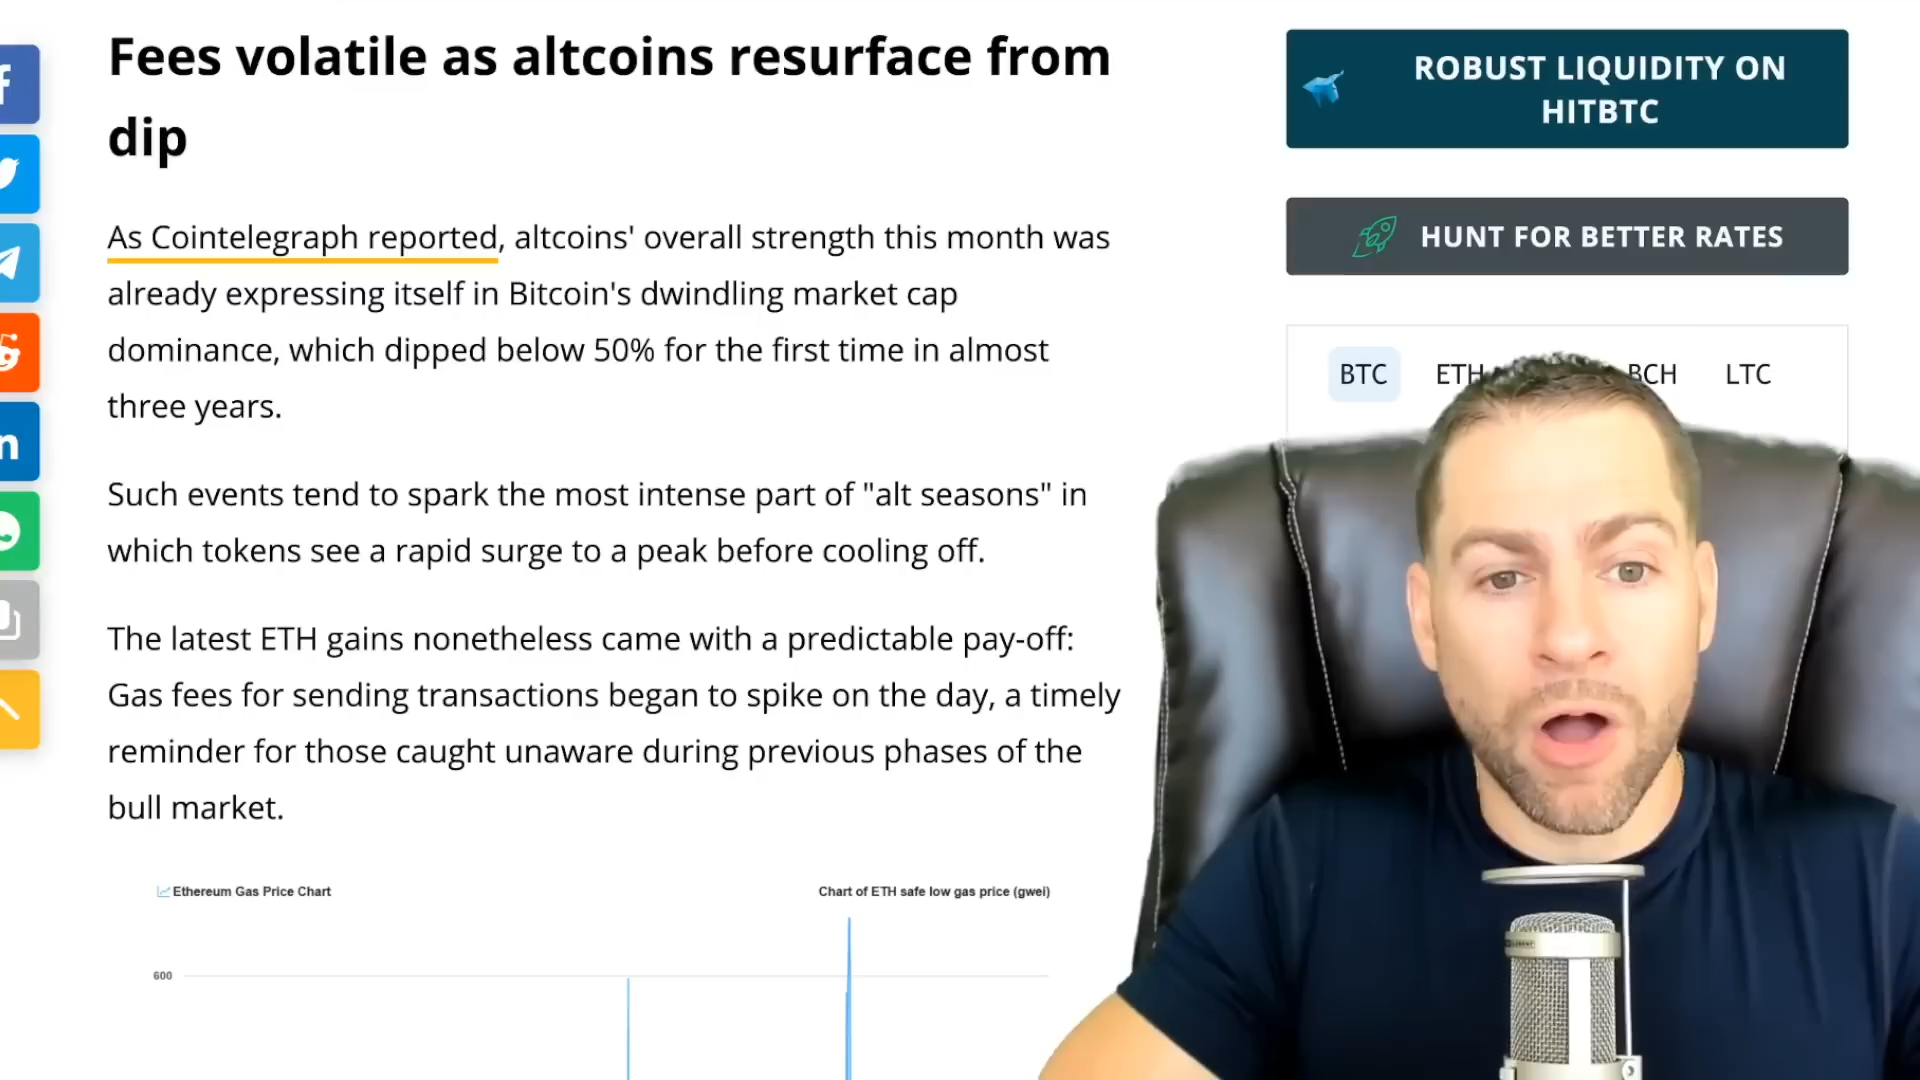 Fees volatile as altcoins resurface from
dip
As Cointelegraph reported, altcoins' overall strength this month was
already expressing itself in Bitcoin's dwindling market cap
dominance, which dipped below 50% for the first time in almost
three years.
Such events tend to spark the most intense part of "alt seasons" in
which tokens see a rapid surge to a peak before cooling off.
The latest ETH gains nonetheless came with a predictable pay-off:
Gas fees for sending transactions began to spike on the day, a timely
reminder for those caught unaware during previous phases of the
bull market.
Ethereum Gas Price Chart
Chart of ETH safe low gas price (gwei)
600
ROBUST LIQUIDITY ON
HITBTC
HUNT FOR BETTER RATES
BTC ETH BCH LTC